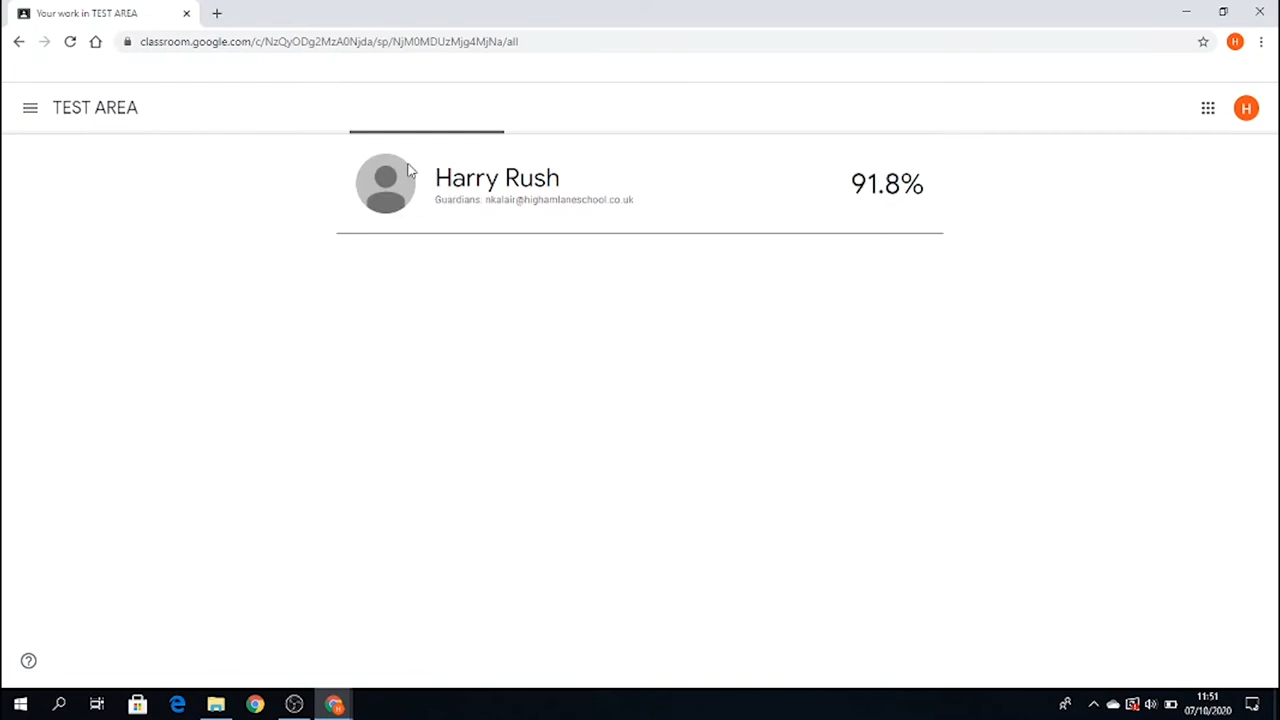 Your work in TEST AREA
classroom.google.com/c/NzQyODg2MzA0Njda/sp/NjM0MDUzMjg4MjNa/all
H
TEST AREA
H
Harry Rush
91.8%
Guardians: nkalair@highamlaneschool.co.uk
11:51
07/10/2020